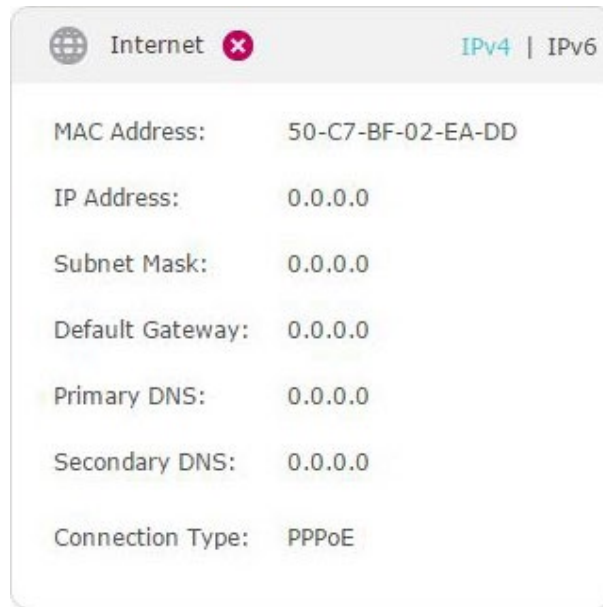 Internet IPv4 | IPv6
MAC Address: 50-C7-BF-02-EA-DD
IP Address: 0.0.0.0
Subnet Mask: 0.0.0.0
Default Gateway: 0.0.0.0
Primary DNS: 0.0.0.0
Secondary DNS: 0.0.0.0
Connection Type: PPPoE